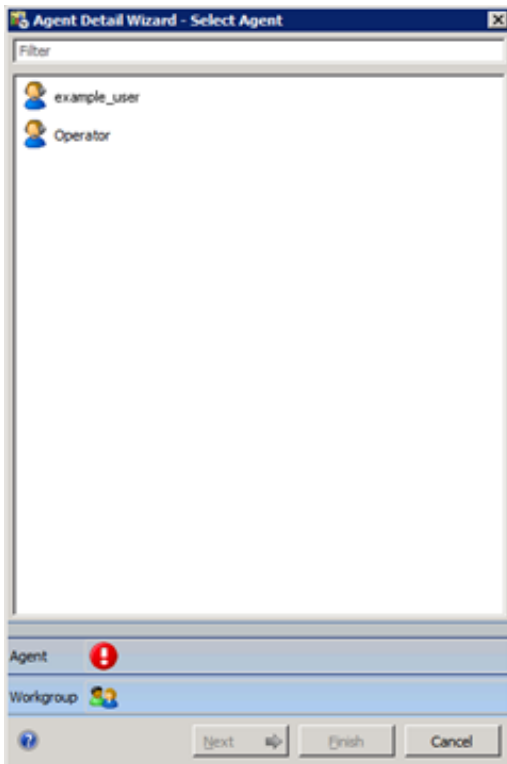 Agent Detail Wizard - Select Agent
Filter
example_user
Operator
Agent
Workgroup
Next Finish Cancel